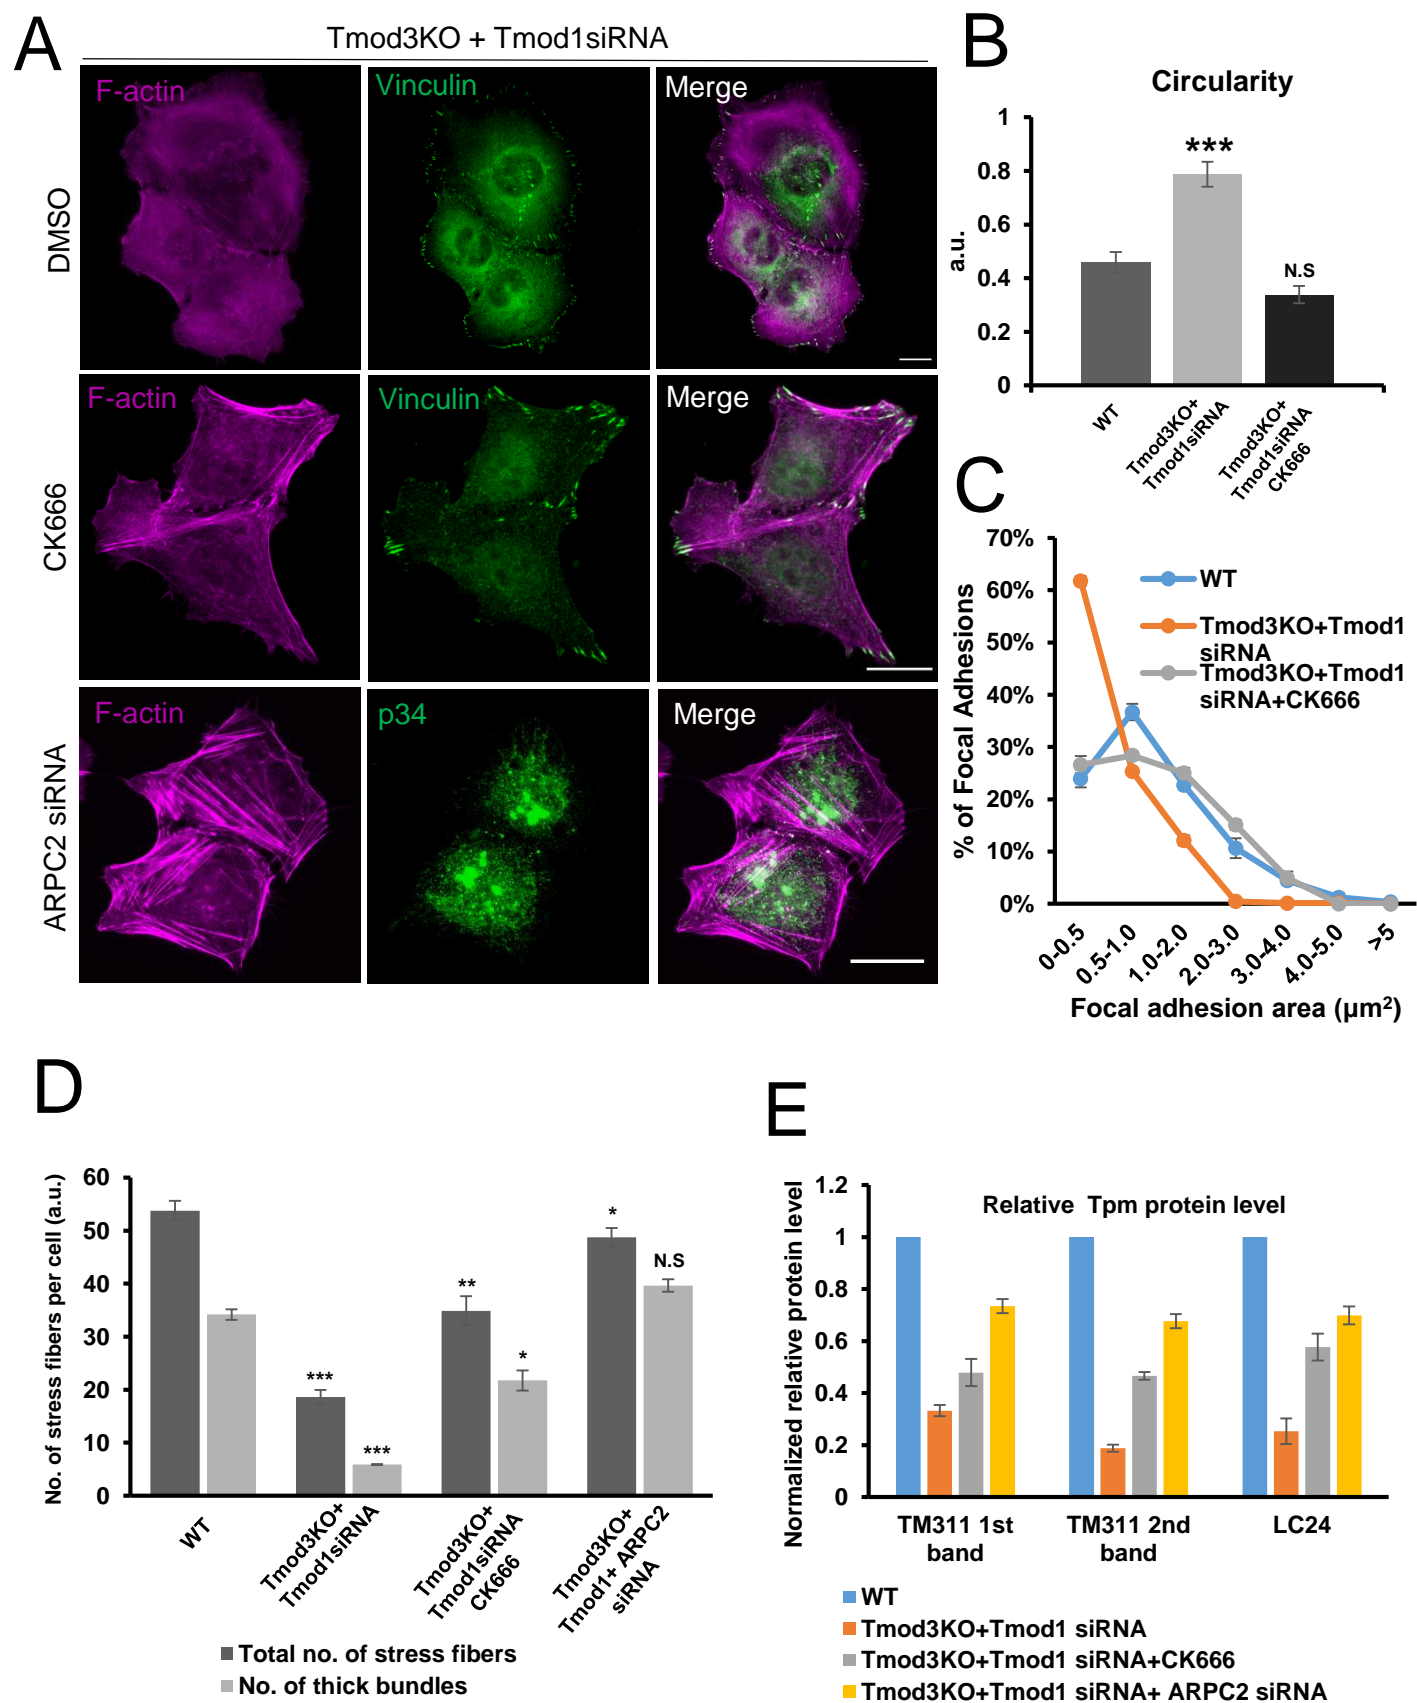 A
Tmod3KO + Tmod1siRNA
F-actin
Vinculin
Merge
DMSO
F-actin
Vinculin
Merge
CK666
F-actin
p34
Merge
ARPC2 siRNA
B
Circularity
a.u.
1
0.8
0.6
0.4
0.2
0
***
N.S
WT
Tmod3KO+
Tmod1siRNA
Tmod3KO+
Tmod1siRNA
CK666
C
% of Focal Adhesions
70%
60%
50%
40%
30%
20%
10%
0%
WT
Tmod3KO+Tmod1
siRNA
Tmod3KO+Tmod1
siRNA+CK666
0-0.5
0.5-1.0
1.0-2.0
2.0-3.0
3.0-4.0
4.0-5.0
>5
Focal adhesion area (µm²)
D
No. of stress fibers per cell (a.u.)
60
50
40
30
20
10
0
***
***
**
*
*
N.S
WT
Tmod3KO+
Tmod1siRNA
Tmod3KO+
Tmod1siRNA
CK666
Tmod3KO+
Tmod1+ ARPC2
siRNA
Total no. of stress fibers
No. of thick bundles
E
Relative Tpm protein level
Normalized relative protein level
1.2
1
0.8
0.6
0.4
0.2
0
TM311 1st
band
TM311 2nd
band
LC24
WT
Tmod3KO+Tmod1 siRNA
Tmod3KO+Tmod1 siRNA+CK666
Tmod3KO+Tmod1 siRNA+ ARPC2 siRNA